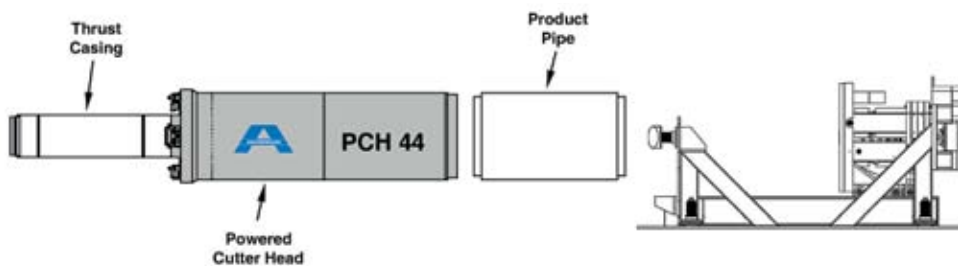 Thrust
Casing
Product
Pipe
PCH 44
Powered
Cutter Head